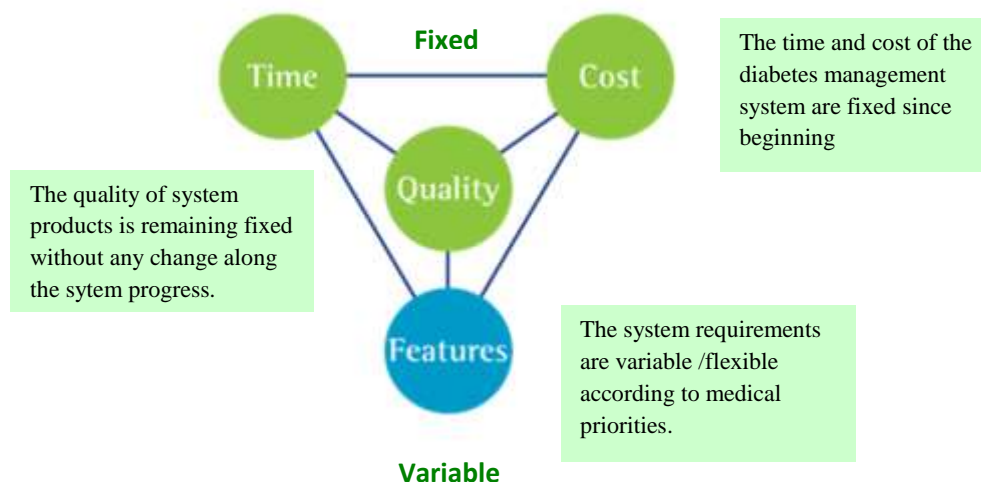 Fixed
Time
Cost
The time and cost of the
diabetes management
system are fixed since
beginning
Quality
The quality of system
products is remaining fixed
without any change along
the sytem progress.
Features
The system requirements
are variable /flexible
according to medical
priorities.
Variable